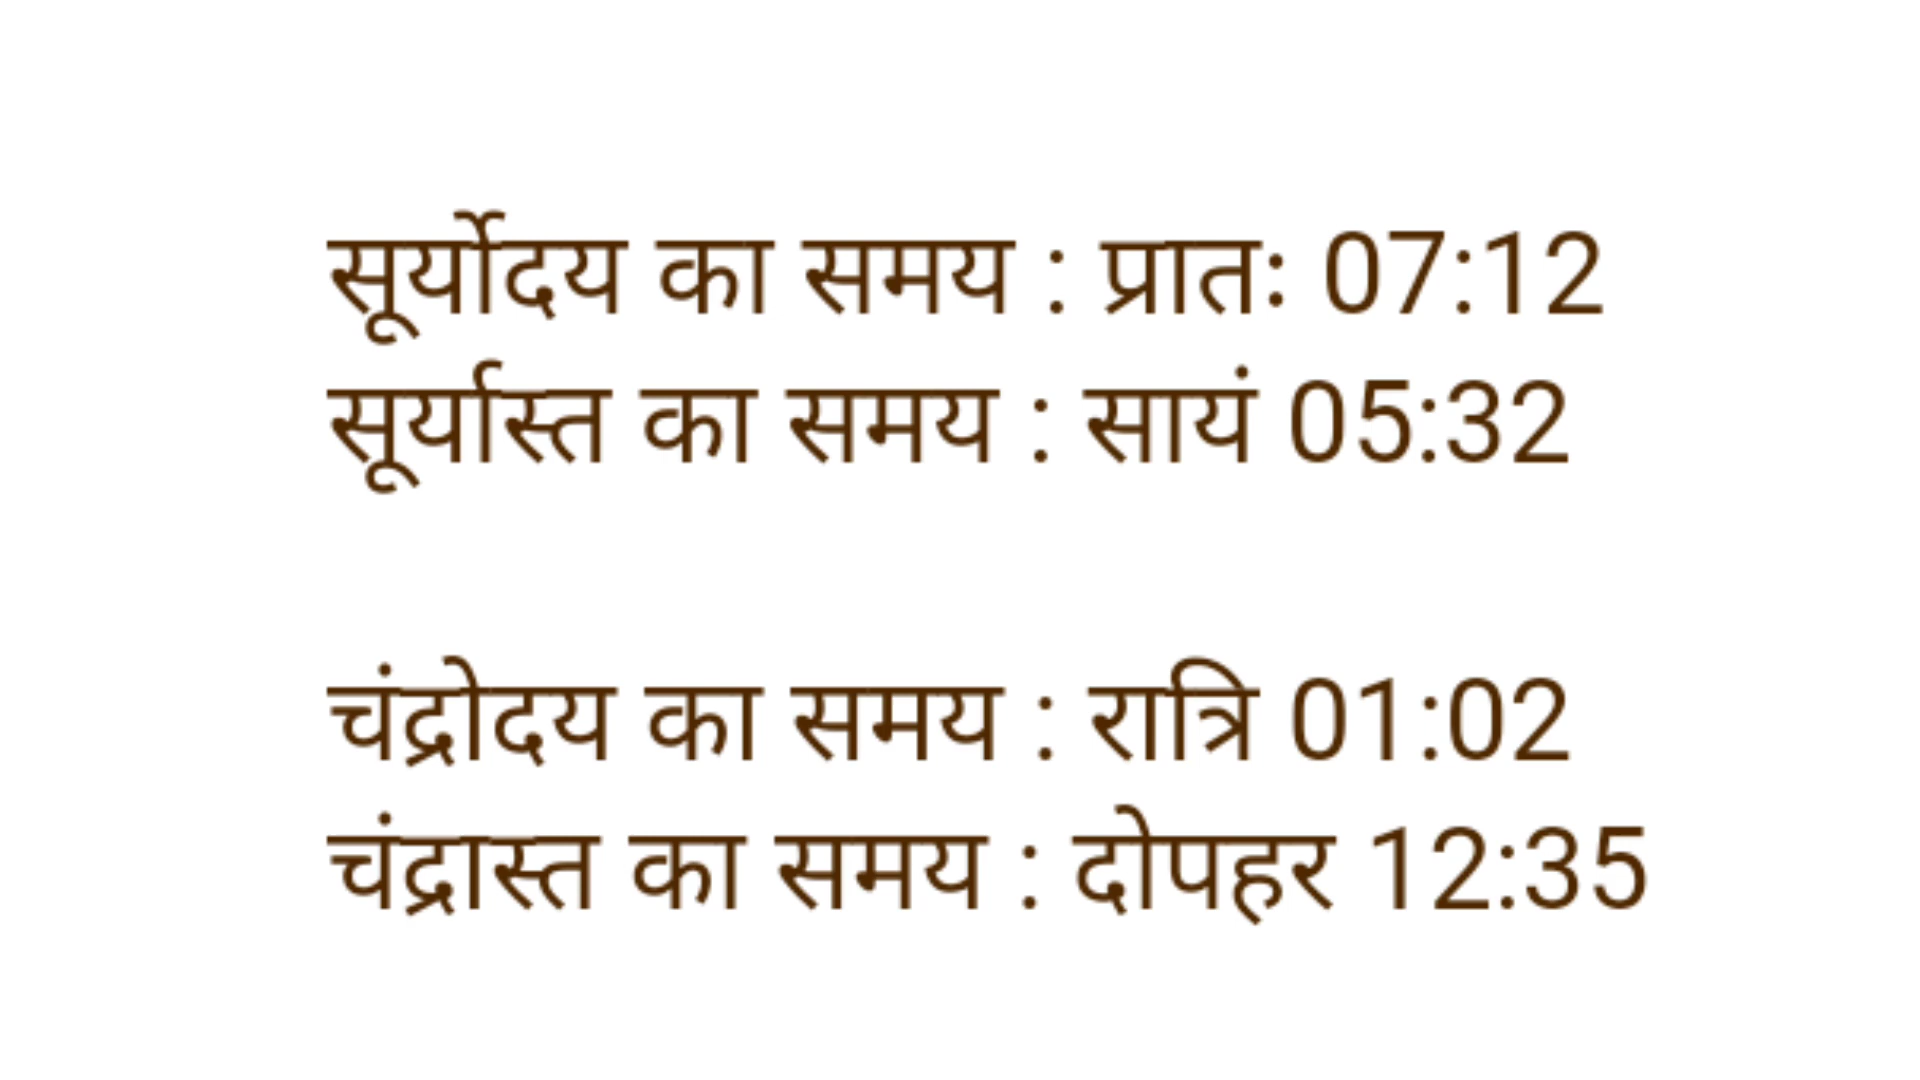 सूर्योदय का समय : प्रातः 07:12
सूर्यास्त का समय : सायं 05:32
चंद्रोदय का समय : रात्रि 01:02
चंद्रास्त का समय : दोपहर 12:35